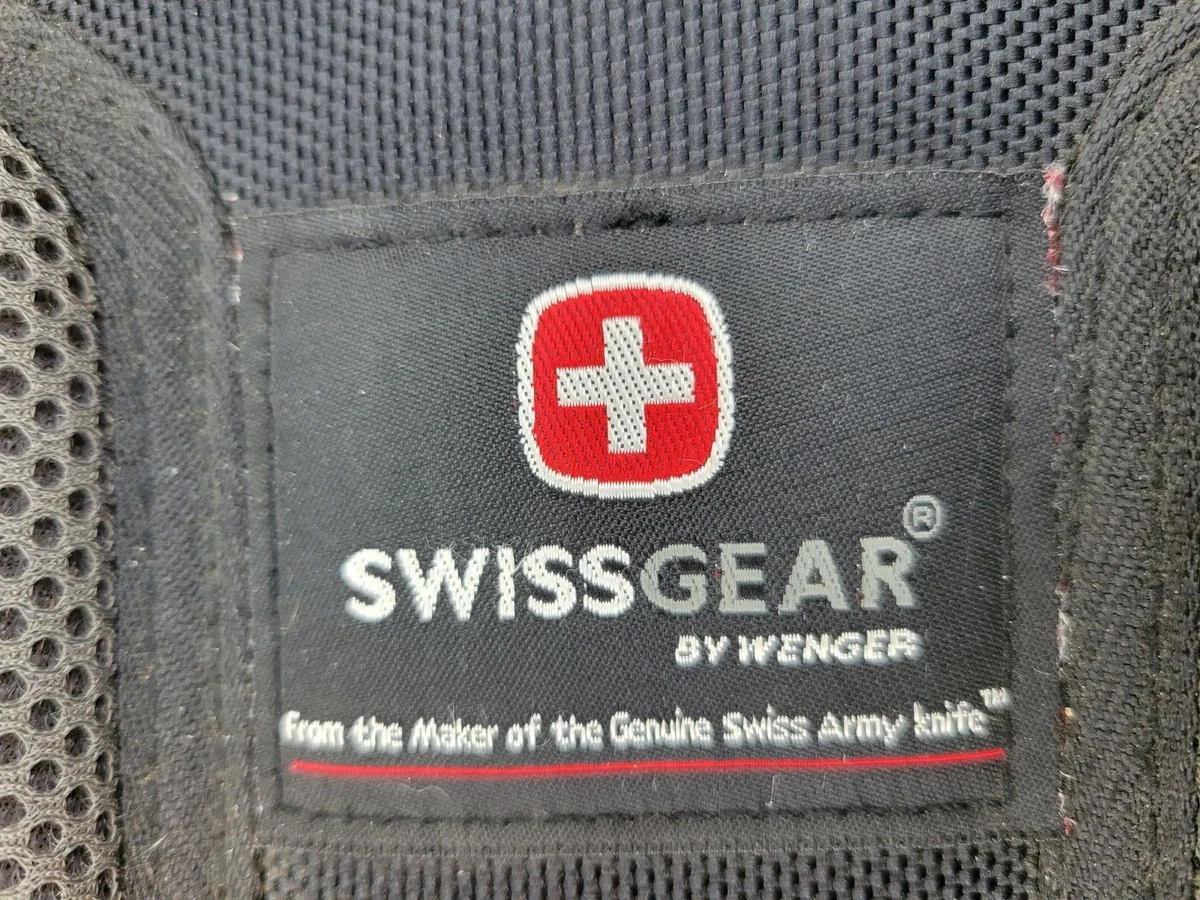 SWISSGEAR®
BY WENGER
From the Maker of the Genuine Swiss Army knife™